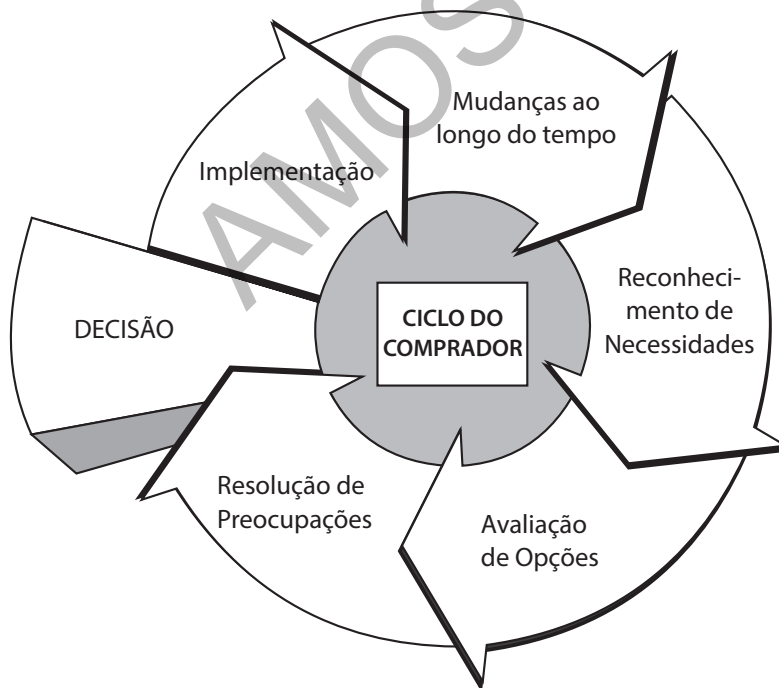 AMOS
Mudanças ao
longo do tempo
Implementação
Reconheci-
mento de
Necessidades
CICLO DO
COMPRADOR
DECISÃO
Resolução de
Preocupações
Avaliação
de Opções